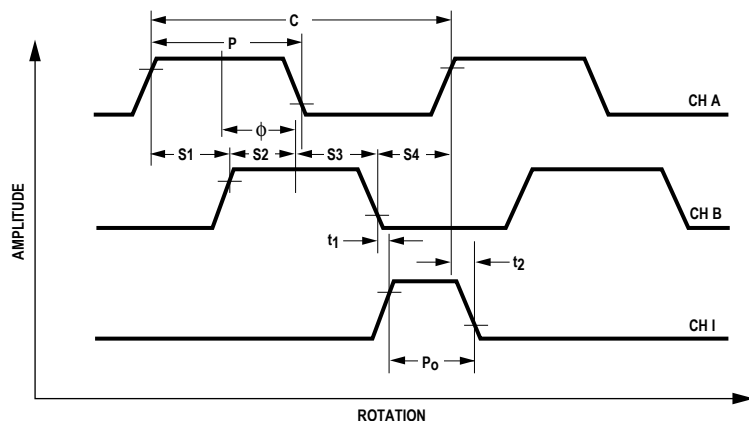 C
P
CH A
ϕ
S1 S2 S3 S4
AMPLITUDE
CH B
t1
t2
CH I
Po
ROTATION